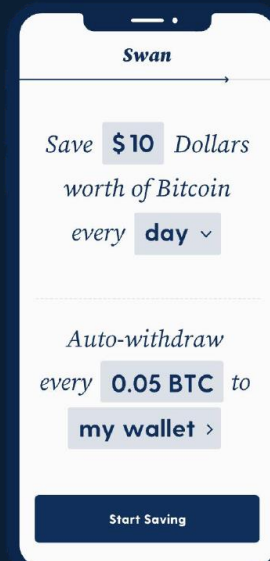 Swan
Save $10 Dollars
worth of Bitcoin
every day
Auto-withdraw
every 0.05 BTC to
my wallet
Start Saving